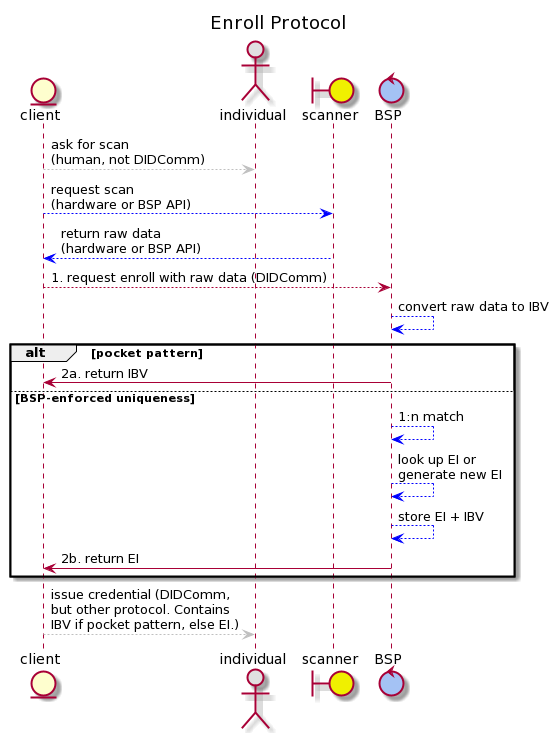 Enroll Protocol
client
individual
scanner
BSP
ask for scan
(human, not DIDComm)
request scan
(hardware or BSP API)
return raw data
(hardware or BSP API)
1. request enroll with raw data (DIDComm)
convert raw data to IBV
alt [pocket pattern]
2a. return IBV
[BSP-enforced uniqueness]
1:n match
look up EI or
generate new EI
store EI + IBV
2b. return EI
issue credential (DIDComm,
but other protocol. Contains
IBV if pocket pattern, else EI.)
client
individual
scanner
BSP